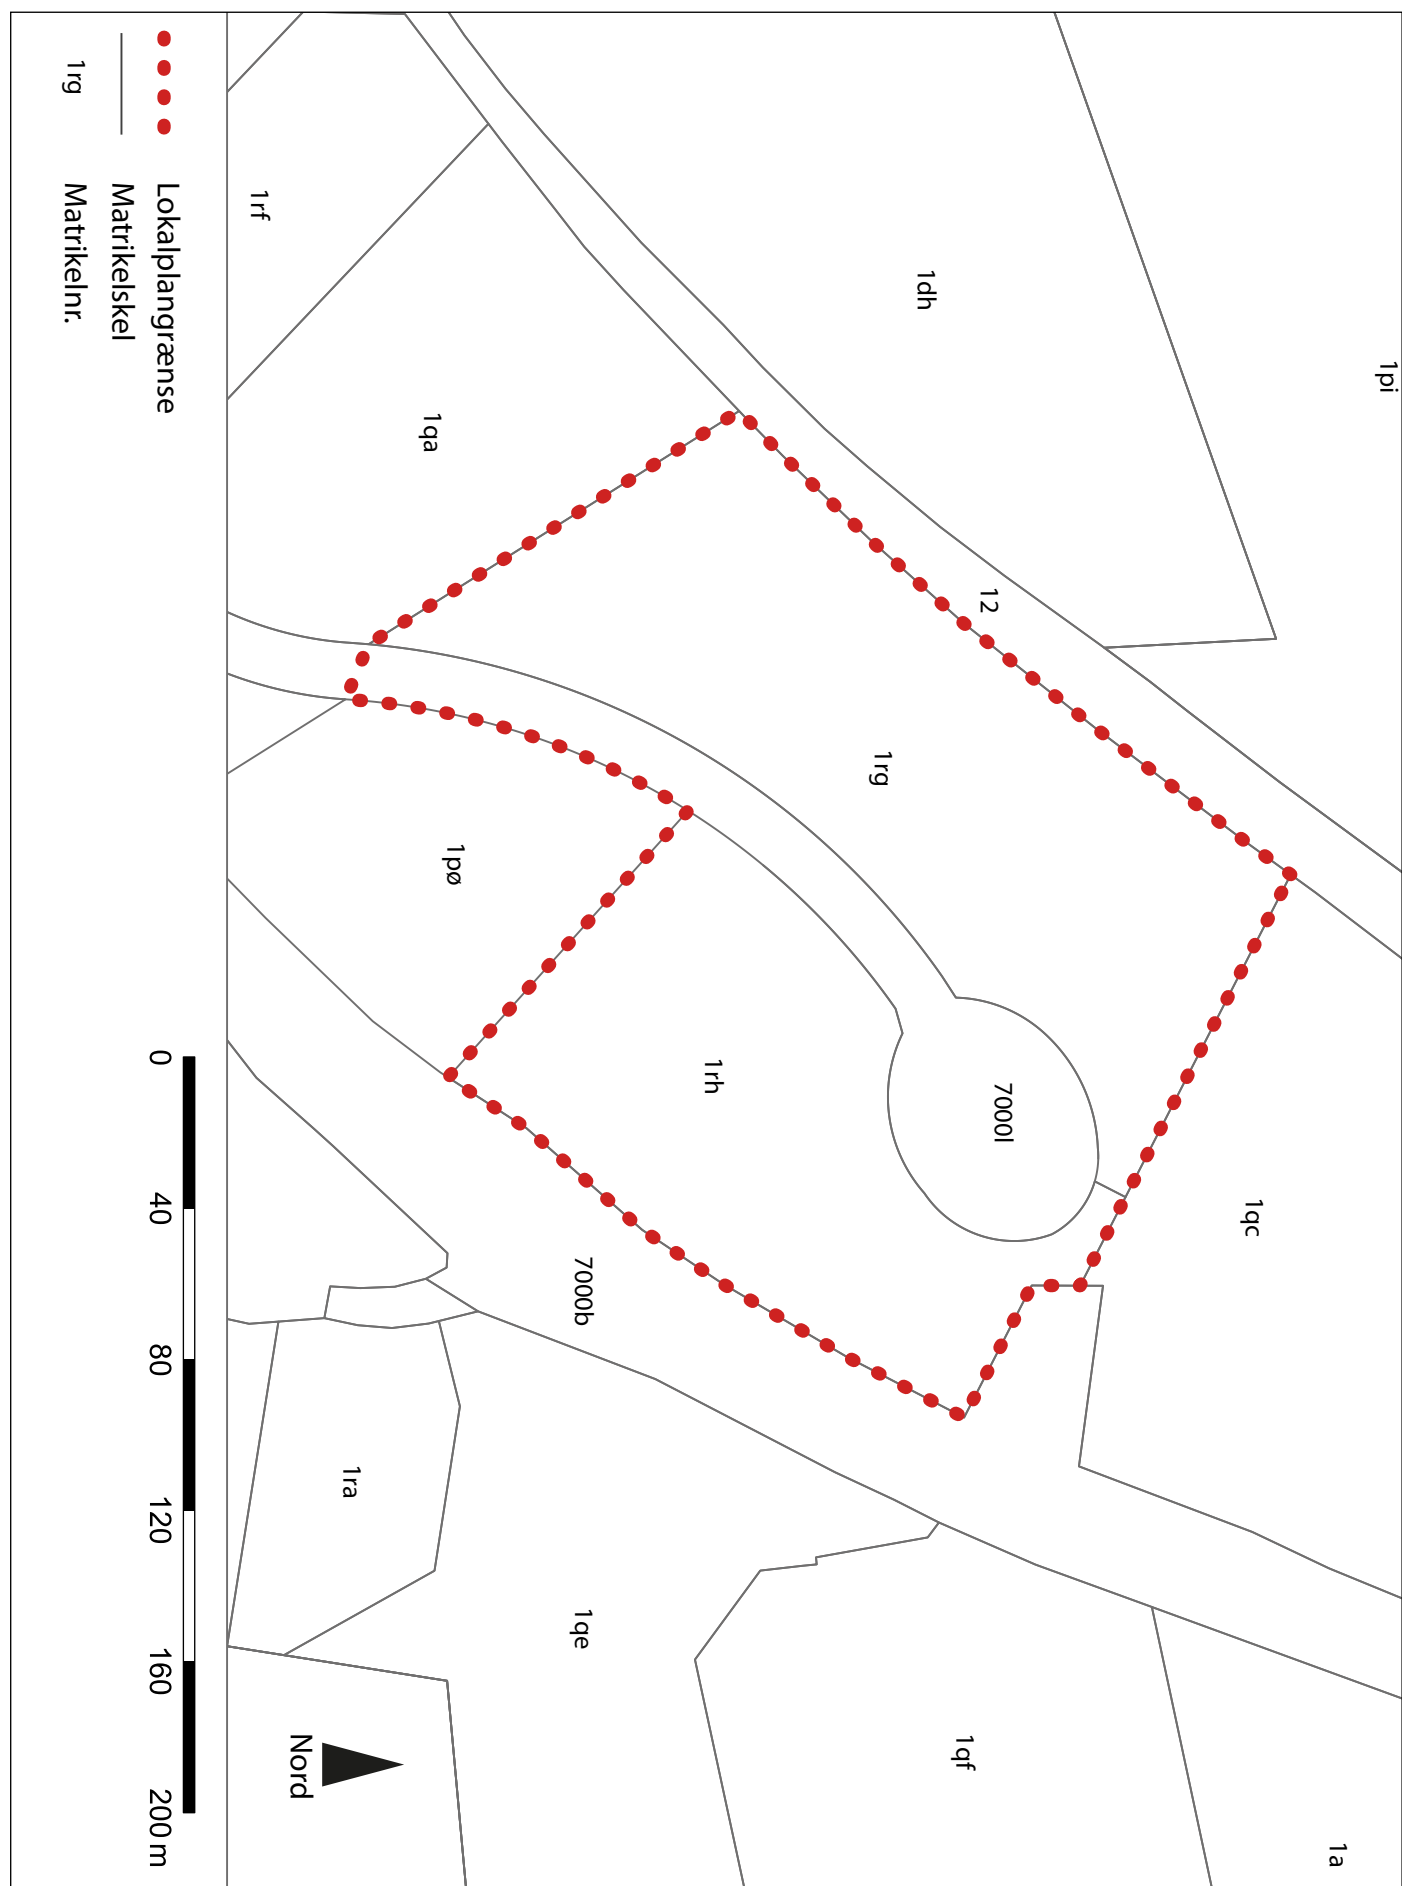 1pi
1dh
12
1rf
1qa
1rg
1pø
1rh
7000l
1qc
7000b
1ra
1qe
1qf
1a
Lokalplangrænse
Matrikelskel
1rg Matrikelnr.
0 40 80 120 160 200 m
Nord